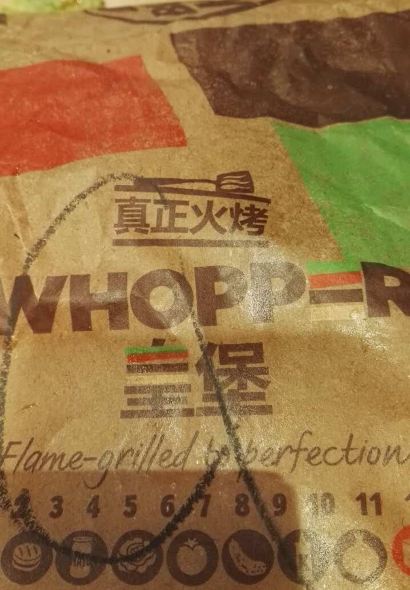 真正火烤
WHOPPER
皇堡
Flame-grilled to perfection
2 3 4 5 6 7 8 9 10 11
MAYO